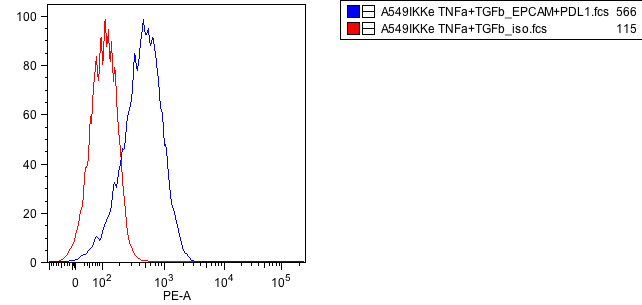 100
80
60
40
20
0
0 10² 10³ 10⁴ 10⁵
PE-A
A549IKKe TNFa+TGFb_EPCAM+PDL1.fcs 566
A549IKKe TNFa+TGFb_iso.fcs 115